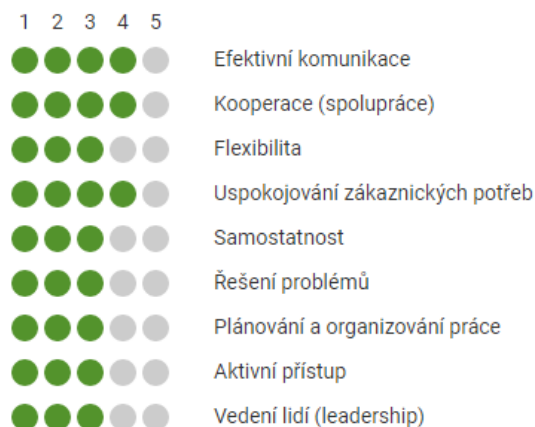 1 2 3 4 5
Efektivní komunikace
Kooperace (spolupráce)
Flexibilita
Uspokojování zákaznických potřeb
Samostatnost
Řešení problémů
Plánování a organizování práce
Aktivní přístup
Vedení lidí (leadership)